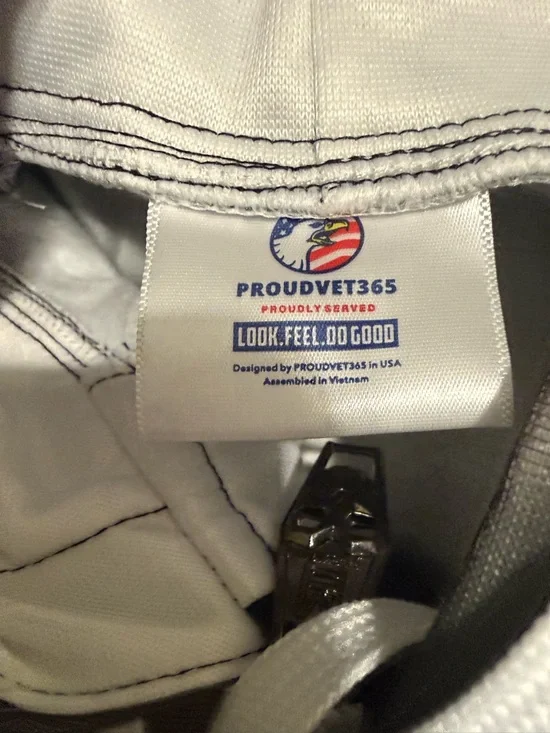 PROUDVET365
PROUDLY SERVED
LOOK.FEEL.DO GOOD
Designed by PROUDVET365 in USA
Assembled in Vietnam